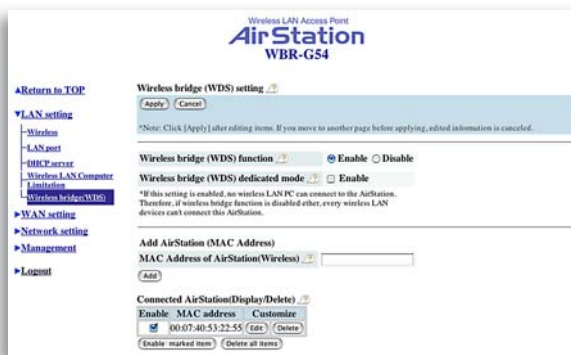 Wireless LAN Access Point
AirStation
WBR-G54
▲Return to TOP
▼LAN setting
Wireless
LAN port
DHCP server
Wireless LAN Computer
Limitation
Wireless bridge(WDS)
▶WAN setting
▶Network setting
▶Management
▶Logout
Wireless bridge (WDS) setting
Apply Cancel
*Note: Click [Apply] after editing items. If you move to another page before applying, edited information is canceled.
Wireless bridge (WDS) function Enable Disable
Wireless bridge (WDS) dedicated mode Enable
*If this setting is enabled, no wireless LAN PC can connect to the AirStation.
Therefore, if wireless bridge function is disabled ether, every wireless LAN
devices can't connect this AirStation.
Add AirStation (MAC Address)
MAC Address of AirStation(Wireless)
Add
Connected AirStation(Display/Delete)
Enable MAC address Customize
00:07:40:53:22:55 Edit Delete
Enable marked item Delete all items